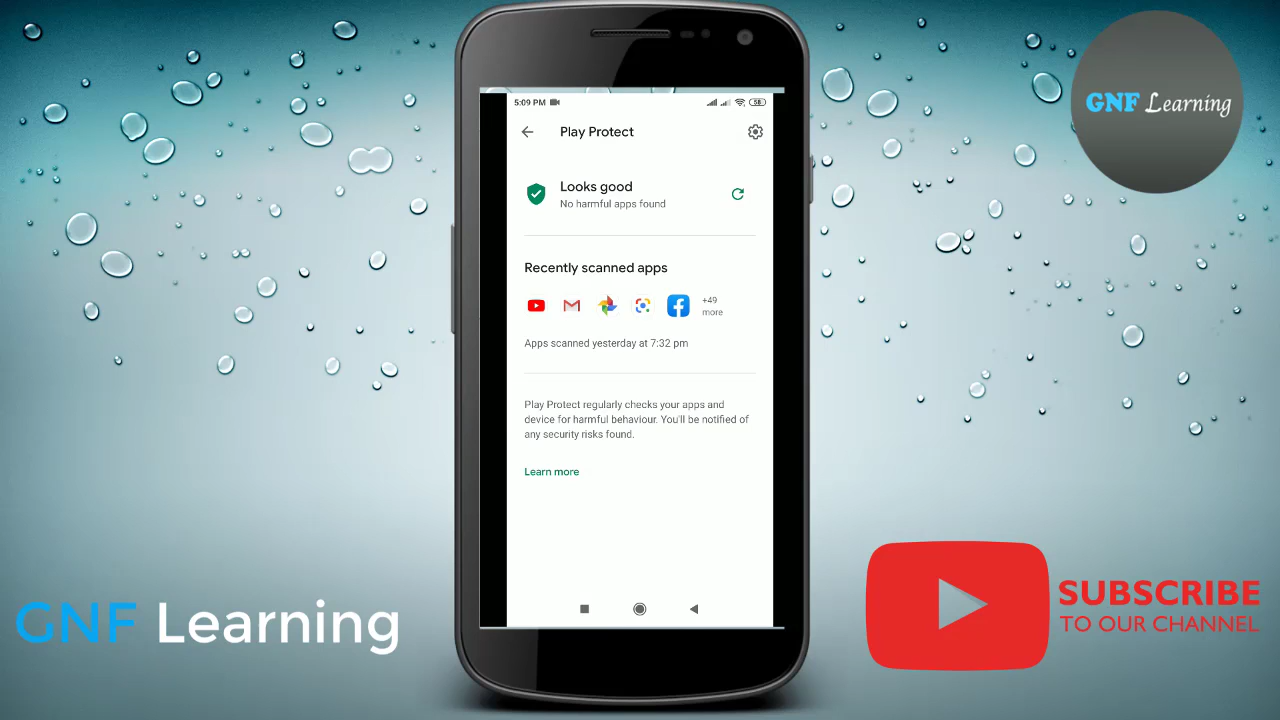 GNF Learning
5:09 PM
58
Play Protect
Looks good
No harmful apps found
Recently scanned apps
+49
more
Apps scanned yesterday at 7:32 pm
Play Protect regularly checks your apps and
device for harmful behaviour. You'll be notified of
any security risks found.
Learn more
GNF Learning
SUBSCRIBE
TO OUR CHANNEL